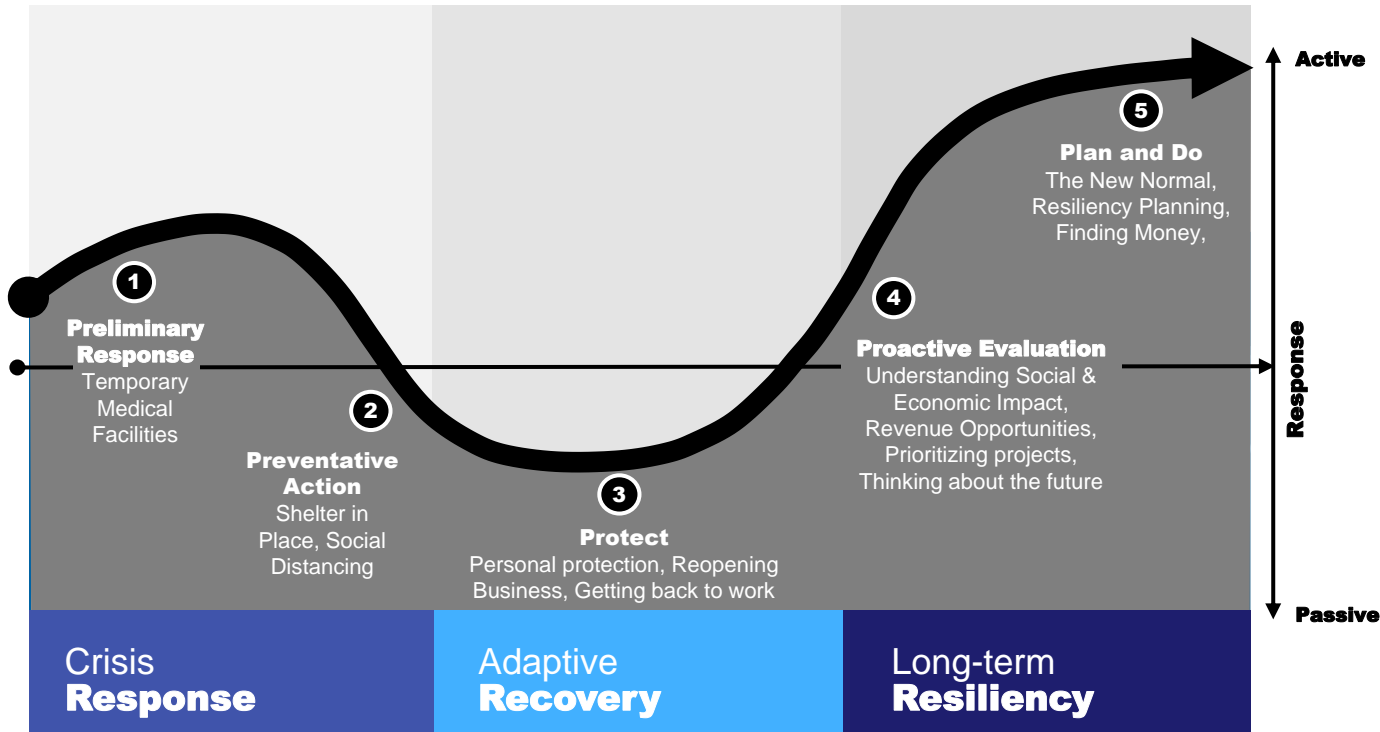 1
Preliminary
Response
Temporary
Medical
Facilities
2
Preventative
Action
Shelter in
Place, Social
Distancing
3
Protect
Personal protection, Reopening
Business, Getting back to work
4
Proactive Evaluation
Understanding Social &
Economic Impact,
Revenue Opportunities,
Prioritizing projects,
Thinking about the future
5
Plan and Do
The New Normal,
Resiliency Planning,
Finding Money,
Active
Response
Passive
Crisis
Response
Adaptive
Recovery
Long-term
Resiliency